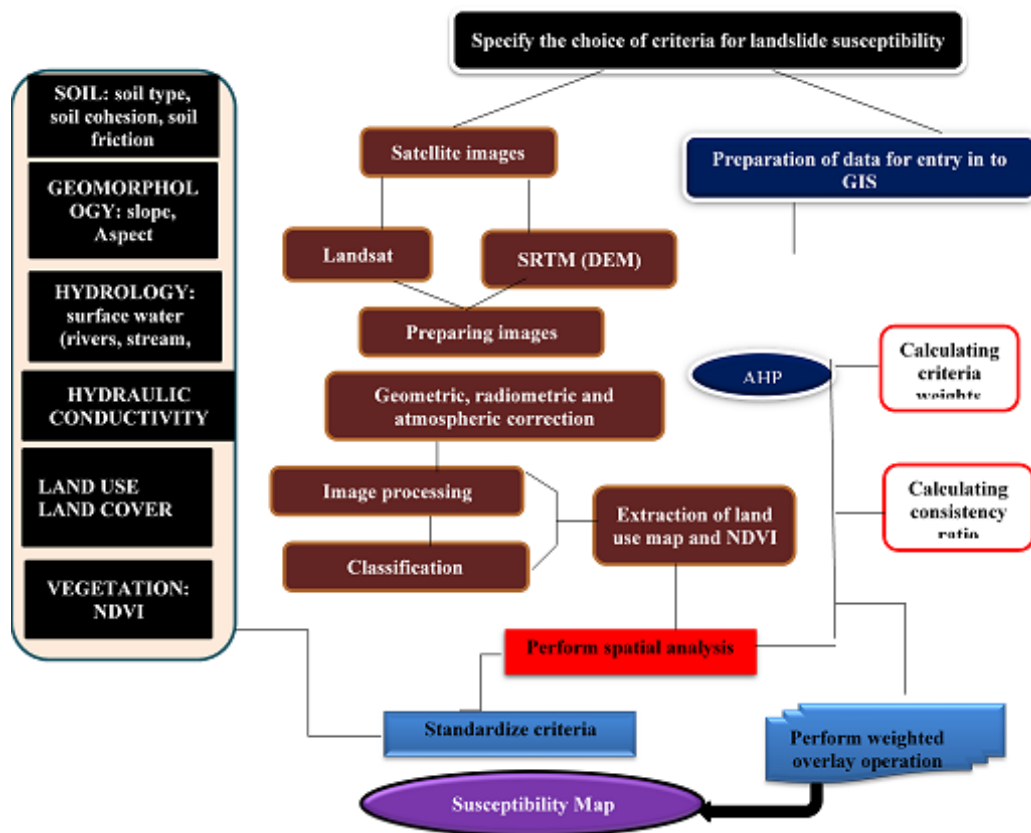 Specify the choice of criteria for landslide susceptibility
SOIL: soil type,
soil cohesion, soil
friction
GEOMORPHOL
OGY: slope,
Aspect
HYDROLOGY:
surface water
(rivers, stream,
HYDRAULIC
CONDUCTIVITY
LAND USE
LAND COVER
VEGETATION:
NDVI
Satellite images
Preparation of data for entry in to
GIS
Landsat
SRTM (DEM)
Preparing images
Geometric, radiometric and
atmospheric correction
AHP
Calculating
criteria
weights
Image processing
Classification
Extraction of land
use map and NDVI
Calculating
consistency
ratio
Perform spatial analysis
Standardize criteria
Perform weighted
overlay operation
Susceptibility Map